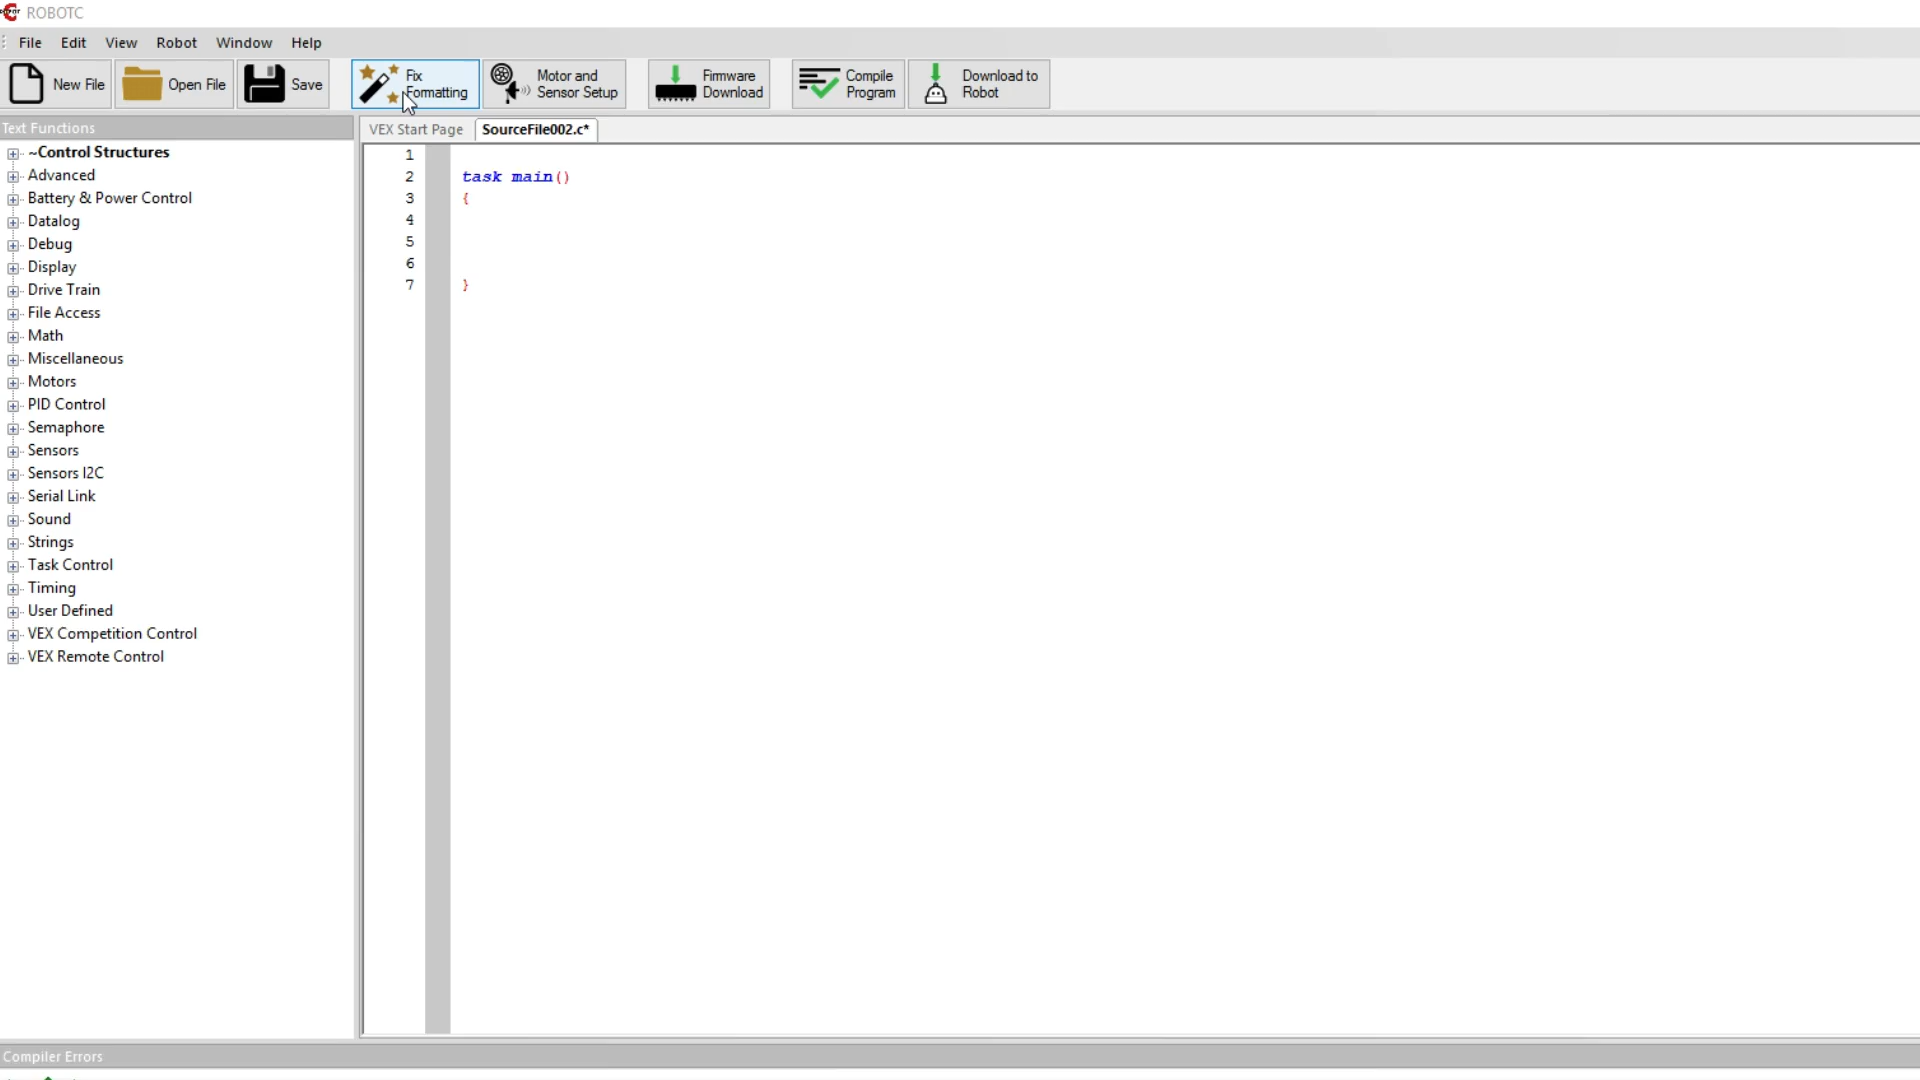 ROBOTC
File Edit View Robot Window Help
New File Open File Save Fix Formatting Motor and Sensor Setup Firmware Download Compile Program Download to Robot
Text Functions
VEX Start Page SourceFile002.c*
~Control Structures
Advanced
Battery & Power Control
Datalog
Debug
Display
Drive Train
File Access
Math
Miscellaneous
Motors
PID Control
Semaphore
Sensors
Sensors I2C
Serial Link
Sound
Strings
Task Control
Timing
User Defined
VEX Competition Control
VEX Remote Control
1
2 task main()
3 {
4
5
6
7 }
Compiler Errors